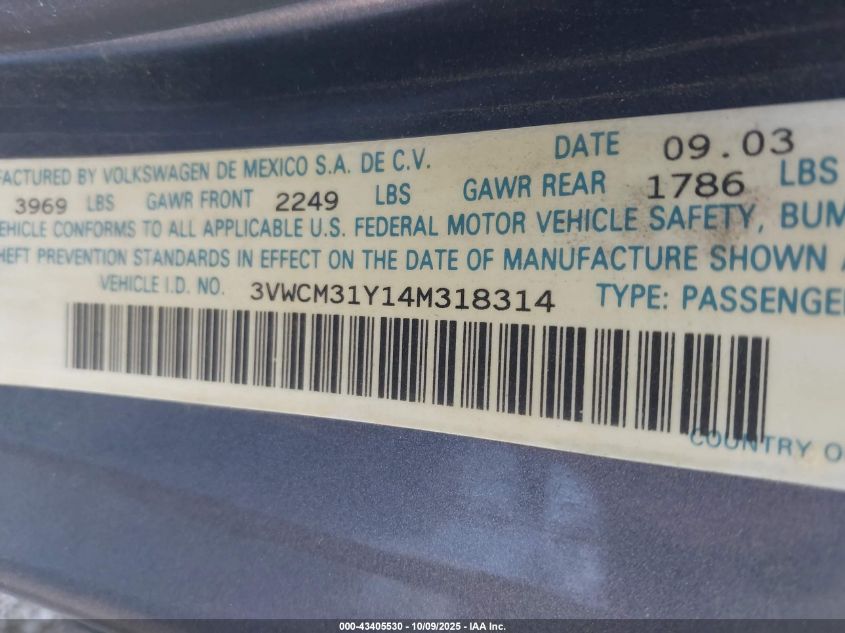 FACTURED BY VOLKSWAGEN DE MEXICO S.A. DE C.V. DATE 09.03
3969 LBS GAWR FRONT 2249 LBS GAWR REAR 1786 LBS
VEHICLE CONFORMS TO ALL APPLICABLE U.S. FEDERAL MOTOR VEHICLE SAFETY, BUM
HEFT PREVENTION STANDARDS IN EFFECT ON THE DATE OF MANUFACTURE SHOWN A
VEHICLE I.D. NO. 3VWCM31Y14M318314 TYPE: PASSENGE
COUNTRY O
000-43405530 - 10/09/2025 - IAA Inc.